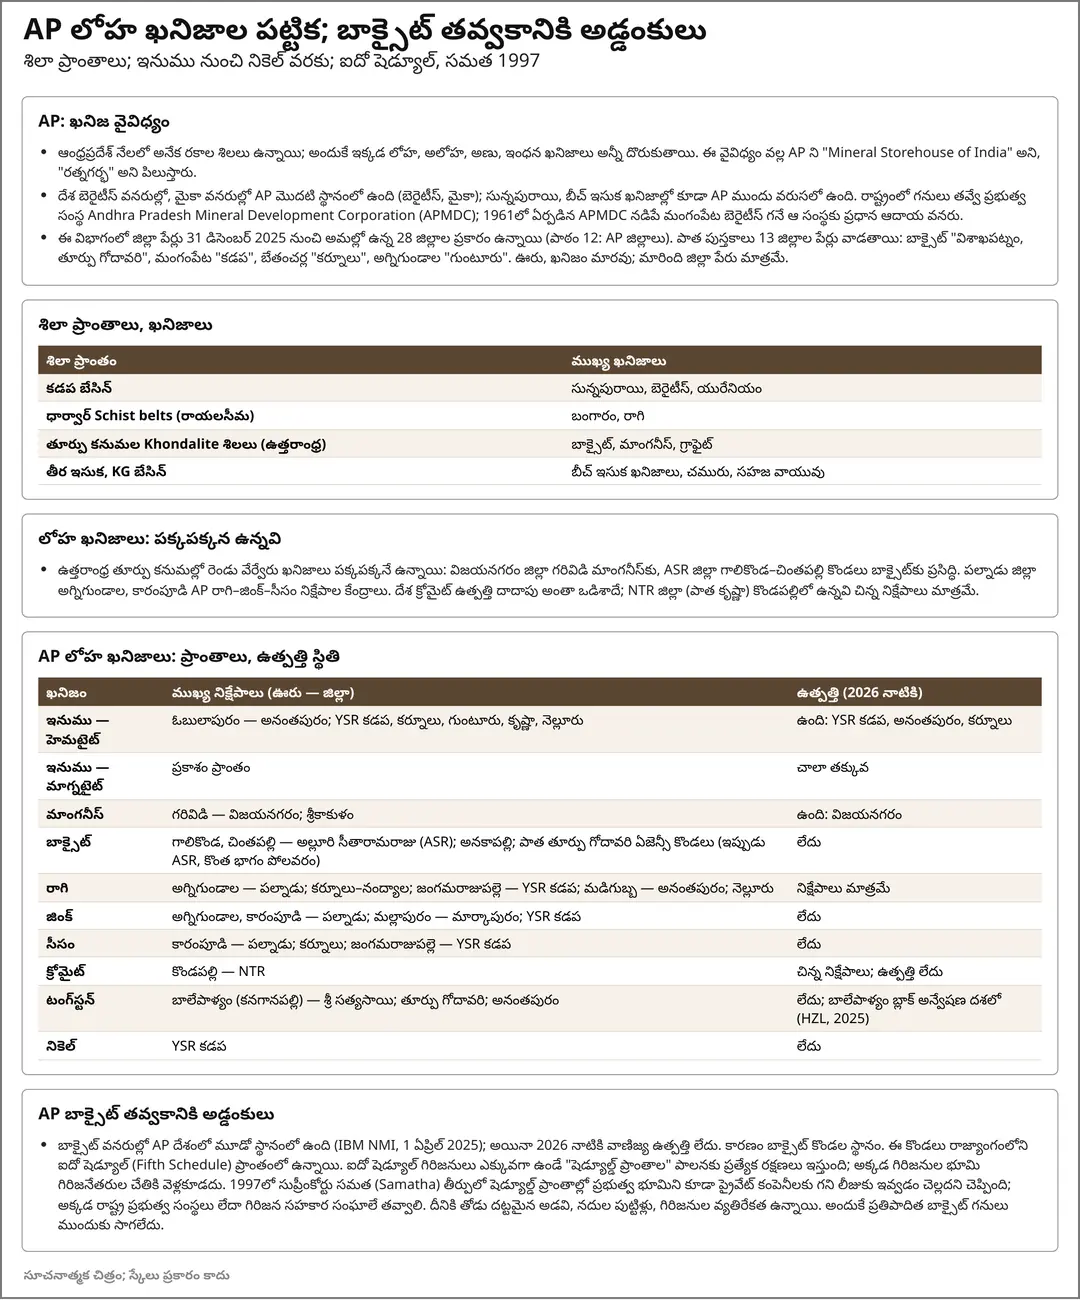 AP లోహ ఖనిజాల పట్టిక; బాక్సైట్ తవ్వకానికి అడ్డంకులు
శిలా ప్రాంతాలు; ఇనుము నుంచి నికెల్ వరకు; ఐదో షెడ్యూల్, సమత 1997
AP: ఖనిజ వైవిధ్యం
• ఆంధ్రప్రదేశ్ నేలలో అనేక రకాల శిలలు ఉన్నాయి; అందుకే ఇక్కడ లోహ, అలోహ, అణు, ఇంధన ఖనిజాలు అన్నీ దొరుకుతాయి. ఈ వైవిధ్యం వల్ల AP ని "Mineral Storehouse of India" అని,
"రత్నగర్భ" అని పిలుస్తారు.
• దేశ బెరైటీస్ వనరుల్లో, మైకా వనరుల్లో AP మొదటి స్థానంలో ఉంది (బెరైటీస్, మైకా); సున్నపురాయి, బీచ్ ఇసుక ఖనిజాల్లో కూడా AP ముందు వరుసలో ఉంది. రాష్ట్రంలో గనులు తవ్వే ప్రభుత్వ
సంస్థ Andhra Pradesh Mineral Development Corporation (APMDC); 1961లో ఏర్పడిన APMDC నడిపే మంగంపేట బెరైటీస్ గనే ఆ సంస్థకు ప్రధాన ఆదాయ వనరు.
• ఈ విభాగంలో జిల్లా పేర్లు 31 డిసెంబర్ 2025 నుంచి అమల్లో ఉన్న 28 జిల్లాల ప్రకారం ఉన్నాయి (పాఠం 12: AP జిల్లాలు). పాత పుస్తకాలు 13 జిల్లాల పేర్లు వాడతాయి: బాక్సైట్ "విశాఖపట్నం,
తూర్పు గోదావరి", మంగంపేట "కడప", బేతంచర్ల "కర్నూలు", అగ్నిగుండాల "గుంటూరు". ఊరు, ఖనిజం మారవు; మారింది జిల్లా పేరు మాత్రమే.
శిలా ప్రాంతాలు, ఖనిజాలు
శిలా ప్రాంతం ముఖ్య ఖనిజాలు
కడప బేసిన్ సున్నపురాయి, బెరైటీస్, యురేనియం
ధార్వార్ Schist belts (రాయలసీమ) బంగారం, రాగి
తూర్పు కనుమల Khondalite శిలలు (ఉత్తరాంధ్ర) బాక్సైట్, మాంగనీస్, గ్రాఫైట్
తీర ఇసుక, KG బేసిన్ బీచ్ ఇసుక ఖనిజాలు, చమురు, సహజ వాయువు
లోహ ఖనిజాలు: పక్కపక్కన ఉన్నవి
• ఉత్తరాంధ్ర తూర్పు కనుమల్లో రెండు వేర్వేరు ఖనిజాలు పక్కపక్కనే ఉన్నాయి: విజయనగరం జిల్లా గరివిడి మాంగనీస్‌కు, ASR జిల్లా గాలికొండ–చింతపల్లి కొండలు బాక్సైట్‌కు ప్రసిద్ధి. పల్నాడు జిల్లా
అగ్నిగుండాల, కారంపూడి AP రాగి–జింక్–సీసం నిక్షేపాల కేంద్రాలు. దేశ క్రోమైట్ ఉత్పత్తి దాదాపు అంతా ఒడిశాదే; NTR జిల్లా (పాత కృష్ణా) కొండపల్లిలో ఉన్నవి చిన్న నిక్షేపాలు మాత్రమే.
AP లోహ ఖనిజాలు: ప్రాంతాలు, ఉత్పత్తి స్థితి
ఖనిజం ముఖ్య నిక్షేపాలు (ఊరు — జిల్లా) ఉత్పత్తి (2026 నాటికి)
ఇనుము — ఓబులాపురం — అనంతపురం; YSR కడప, కర్నూలు, గుంటూరు, కృష్ణా, నెల్లూరు ఉంది: YSR కడప, అనంతపురం, కర్నూలు
హెమటైట్
ఇనుము — ప్రకాశం ప్రాంతం చాలా తక్కువ
మాగ్నటైట్
మాంగనీస్ గరివిడి — విజయనగరం; శ్రీకాకుళం ఉంది: విజయనగరం
బాక్సైట్ గాలికొండ, చింతపల్లి — అల్లూరి సీతారామరాజు (ASR); అనకాపల్లి; పాత తూర్పు గోదావరి ఏజెన్సీ కొండలు (ఇప్పుడు లేదు
ASR, కొంత భాగం పోలవరం)
రాగి అగ్నిగుండాల — పల్నాడు; కర్నూలు–నంద్యాల; జంగమరాజుపల్లె — YSR కడప; మడిగుబ్బ — అనంతపురం; నెల్లూరు నిక్షేపాలు మాత్రమే
జింక్ అగ్నిగుండాల, కారంపూడి — పల్నాడు; మల్లాపురం — మార్కాపురం; YSR కడప లేదు
సీసం కారంపూడి — పల్నాడు; కర్నూలు; జంగమరాజుపల్లె — YSR కడప లేదు
క్రోమైట్ కొండపల్లి — NTR చిన్న నిక్షేపాలు; ఉత్పత్తి లేదు
టంగ్‌స్టన్ బాలేపాళ్యం (కనగానపల్లి) — శ్రీ సత్యసాయి; తూర్పు గోదావరి; అనంతపురం లేదు; బాలేపాళ్యం బ్లాక్ అన్వేషణ దశలో
(HZL, 2025)
నికెల్ YSR కడప లేదు
AP బాక్సైట్ తవ్వకానికి అడ్డంకులు
• బాక్సైట్ వనరుల్లో AP దేశంలో మూడో స్థానంలో ఉంది (IBM NMI, 1 ఏప్రిల్ 2025); అయినా 2026 నాటికి వాణిజ్య ఉత్పత్తి లేదు. కారణం బాక్సైట్ కొండల స్థానం. ఈ కొండలు రాజ్యాంగంలోని
ఐదో షెడ్యూల్ (Fifth Schedule) ప్రాంతంలో ఉన్నాయి. ఐదో షెడ్యూల్ గిరిజనులు ఎక్కువగా ఉండే "షెడ్యూల్డ్ ప్రాంతాల" పాలనకు ప్రత్యేక రక్షణలు ఇస్తుంది; అక్కడ గిరిజనుల భూమి
గిరిజనేతరుల చేతికి వెళ్లకూడదు. 1997లో సుప్రీంకోర్టు సమత (Samatha) తీర్పులో షెడ్యూల్డ్ ప్రాంతాల్లో ప్రభుత్వ భూమిని కూడా ప్రైవేట్ కంపెనీలకు గని లీజుకు ఇవ్వడం చెల్లదని చెప్పింది;
అక్కడ రాష్ట్ర ప్రభుత్వ సంస్థలు లేదా గిరిజన సహకార సంఘాలే తవ్వాలి. దీనికి తోడు దట్టమైన అడవి, నదుల పుట్టిళ్లు, గిరిజనుల వ్యతిరేకత ఉన్నాయి. అందుకే ప్రతిపాదిత బాక్సైట్ గనులు
ముందుకు సాగలేదు.
సూచనాత్మక చిత్రం; స్కేలు ప్రకారం కాదు